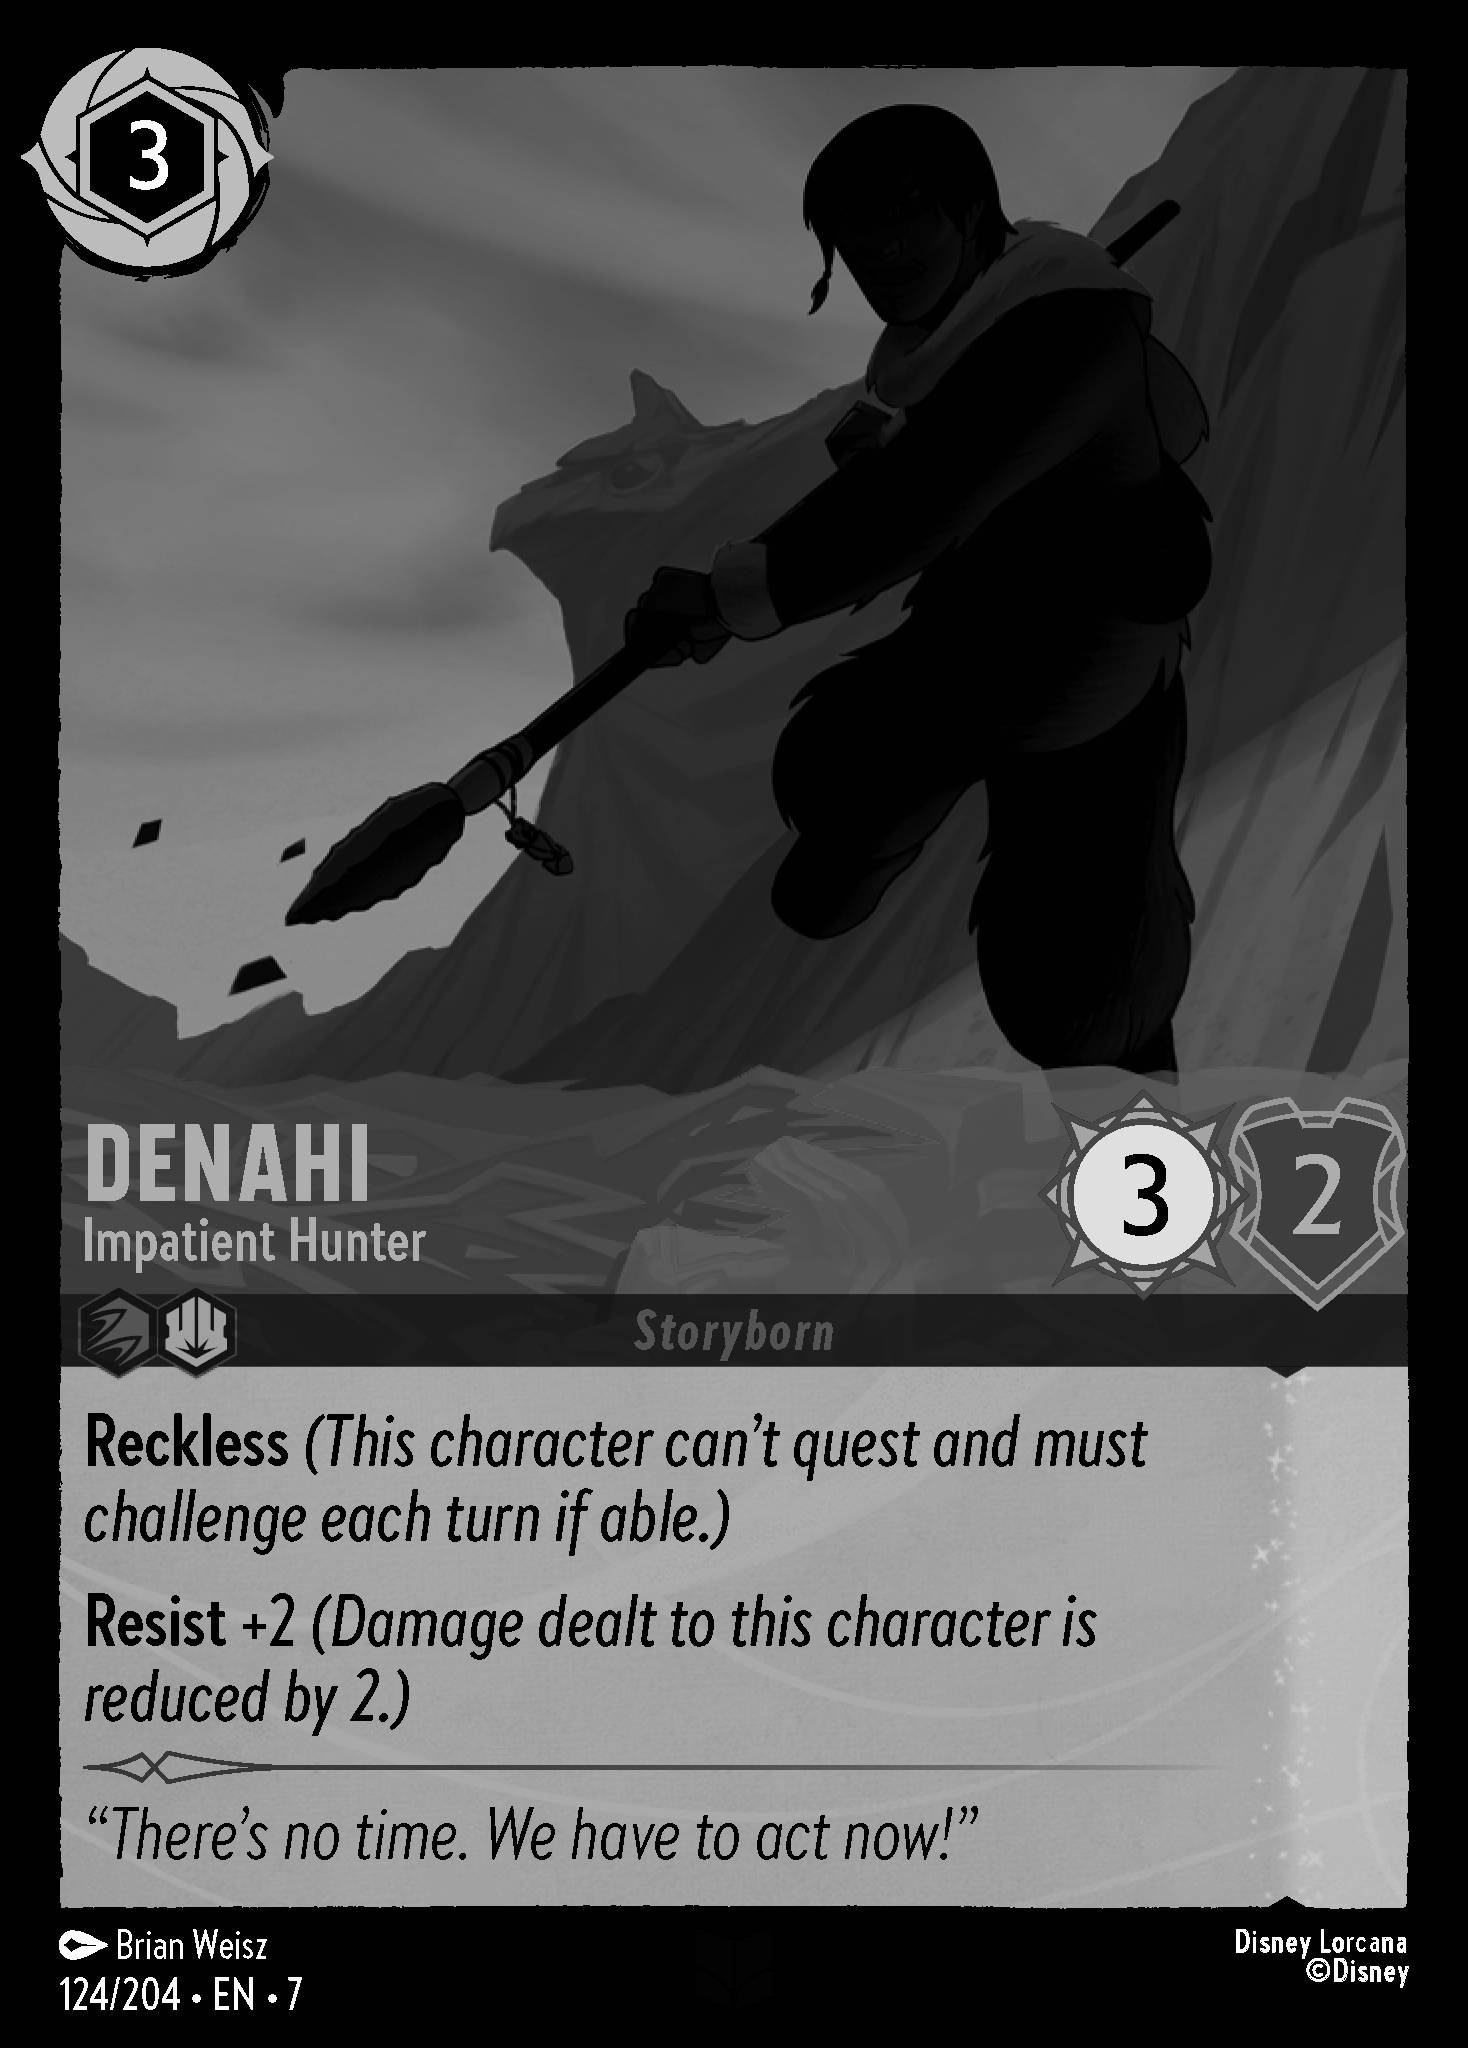 3
DENAHI
Impatient Hunter
3
2
Storyborn
Reckless (This character can't quest and must
challenge each turn if able.)
Resist +2 (Damage dealt to this character is
reduced by 2.)
“There's no time. We have to act now!”
Brian Weisz
124/204 • EN • 7
Disney Lorcana
©Disney